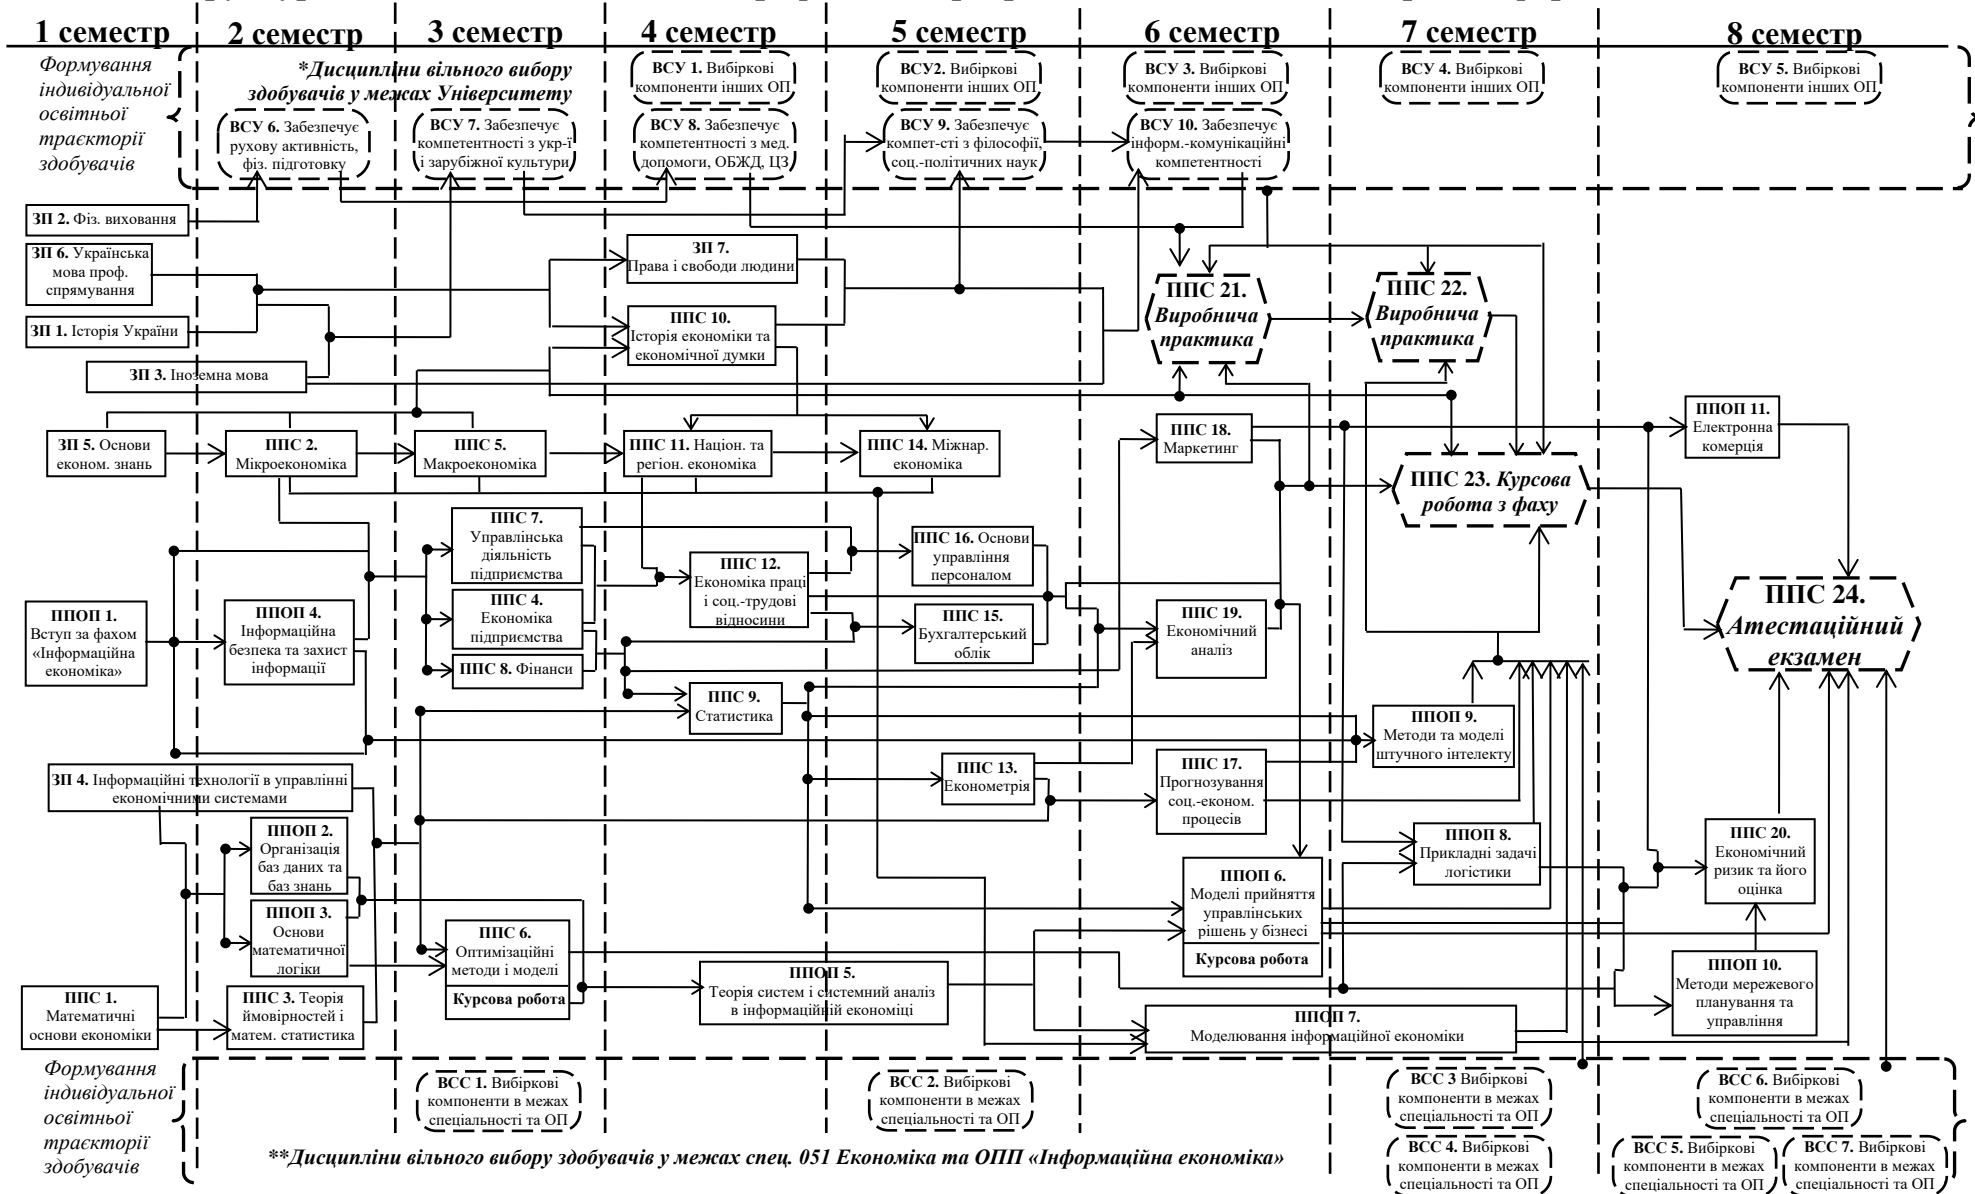 1 семестр
2 семестр
3 семестр
4 семестр
5 семестр
6 семестр
7 семестр
8 семестр
Формування
індивідуальної
освітньої
траєкторії
здобувачів
*Дисципліни вільного вибору
здобувачів у межах Університету
ВСУ 1. Вибіркові
компоненти інших ОП
ВСУ2. Вибіркові
компоненти інших ОП
ВСУ 3. Вибіркові
компоненти інших ОП
ВСУ 4. Вибіркові
компоненти інших ОП
ВСУ 5. Вибіркові
компоненти інших ОП
ВСУ 6. Забезпечує
рухову активність,
фіз. підготовку
ВСУ 7. Забезпечує
компетентності з укр-ї
і зарубіжної культури
ВСУ 8. Забезпечує
компетентності з мед.
допомоги, ОБЖД, ЦЗ
ВСУ 9. Забезпечує
компет-сті з філософії,
соц.-політичних наук
ВСУ 10. Забезпечує
інформ.-комунікаційні
компетентності
ЗП 2. Фіз. виховання
ЗП 6. Українська
мова проф.
спрямування
ЗП 1. Історія України
ЗП 3. Іноземна мова
ЗП 7.
Права і свободи людини
ППС 10.
Історія економіки та
економічної думки
ППС 21.
Виробнича
практика
ППС 22.
Виробнича
практика
ЗП 5. Основи
економ. знань
ППС 2.
Мікроекономіка
ППС 5.
Макроекономіка
ППС 11. Націон. та
регіон. економіка
ППС 14. Міжнар.
економіка
ППС 18.
Маркетинг
ППС 23. Курсова
робота з фаху
ППОП 11.
Електронна
комерція
ППС 7.
Управлінська
діяльність
підприємства
ППС 12.
Економіка праці
і соц.-трудові
відносини
ППС 16. Основи
управління
персоналом
ППОП 1.
Вступ за фахом
«Інформаційна
економіка»
ППОП 4.
Інформаційна
безпека та захист
інформації
ППС 4.
Економіка
підприємства
ППС 8. Фінанси
ППС 15.
Бухгалтерський
облік
ППС 19.
Економічний
аналіз
ППС 24.
Атестаційний
екзамен
ППС 9.
Статистика
ППОП 9.
Методи та моделі
штучного інтелекту
ЗП 4. Інформаційні технології в управлінні
економічними системами
ППС 13.
Економетрія
ППС 17.
Прогнозування
соц.-економ.
процесів
ППОП 2.
Організація
баз даних та
баз знань
ППОП 8.
Прикладні задачі
логістики
ППС 20.
Економічний
ризик та його
оцінка
ППОП 3.
Основи
математичної
логіки
ППС 6.
Оптимізаційні
методи і моделі
Курсова робота
ППОП 6.
Моделі прийняття
управлінських
рішень у бізнесі
Курсова робота
ППОП 5.
Теорія систем і системний аналіз
в інформаційній економіці
ППОП 10.
Методи мережевого
планування та
управління
ППС 1.
Математичні
основи економіки
ППС 3. Теорія
ймовірностей і
матем. статистика
ППОП 7.
Моделювання інформаційної економіки
Формування
індивідуальної
освітньої
траєкторії
здобувачів
ВСС 1. Вибіркові
компоненти в межах
спеціальності та ОП
ВСС 2. Вибіркові
компоненти в межах
спеціальності та ОП
ВСС 3 Вибіркові
компоненти в межах
спеціальності та ОП
ВСС 6. Вибіркові
компоненти в межах
спеціальності та ОП
ВСС 4. Вибіркові
компоненти в межах
спеціальності та ОП
ВСС 5. Вибіркові
компоненти в межах
спеціальності та ОП
ВСС 7. Вибіркові
компоненти в межах
спеціальності та ОП
**Дисципліни вільного вибору здобувачів у межах спец. 051 Економіка та ОПП «Інформаційна економіка»